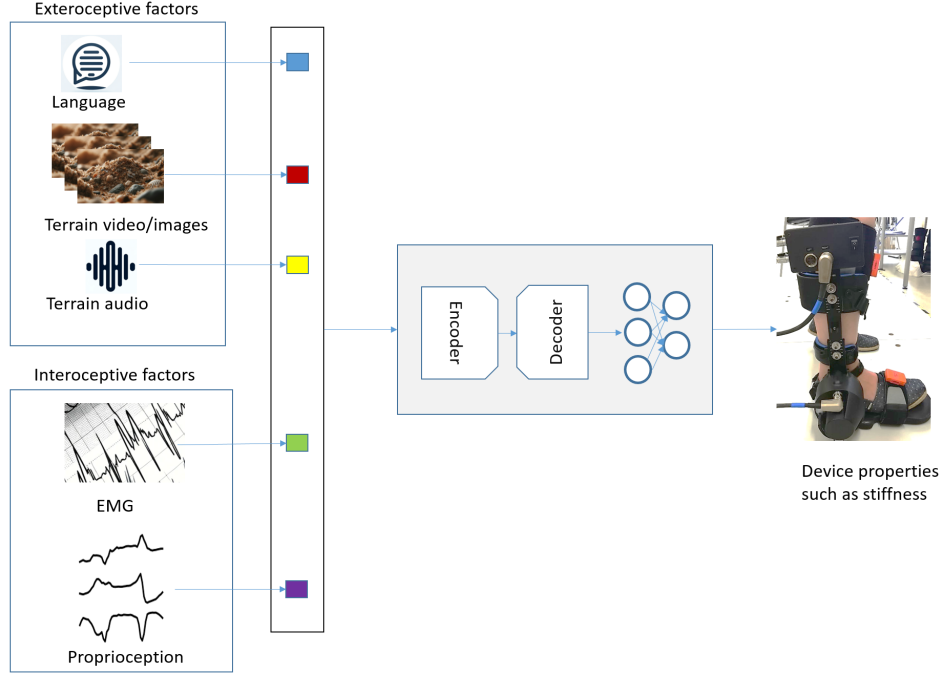 Exteroceptive factors
Language
Terrain video/images
Terrain audio
Interoceptive factors
EMG
Proprioception
Encoder
Decoder
Device properties
such as stiffness